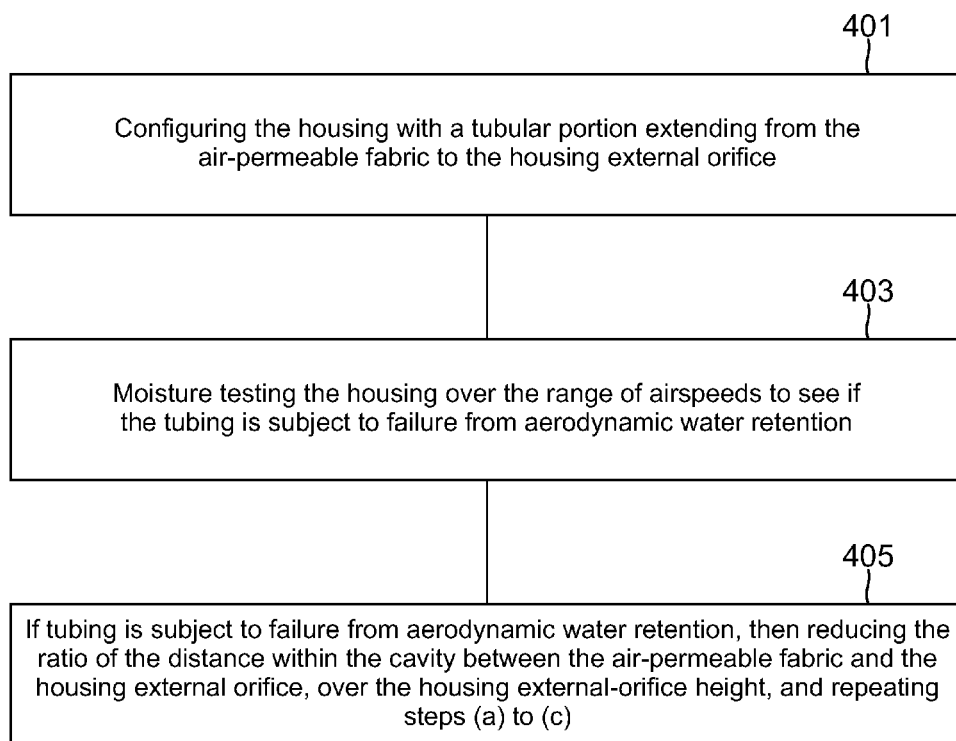 401
Configuring the housing with a tubular portion extending from the
air-permeable fabric to the housing external orifice
403
Moisture testing the housing over the range of airspeeds to see if
the tubing is subject to failure from aerodynamic water retention
405
If tubing is subject to failure from aerodynamic water retention, then reducing the
ratio of the distance within the cavity between the air-permeable fabric and the
housing external orifice, over the housing external-orifice height, and repeating
steps (a) to (c)